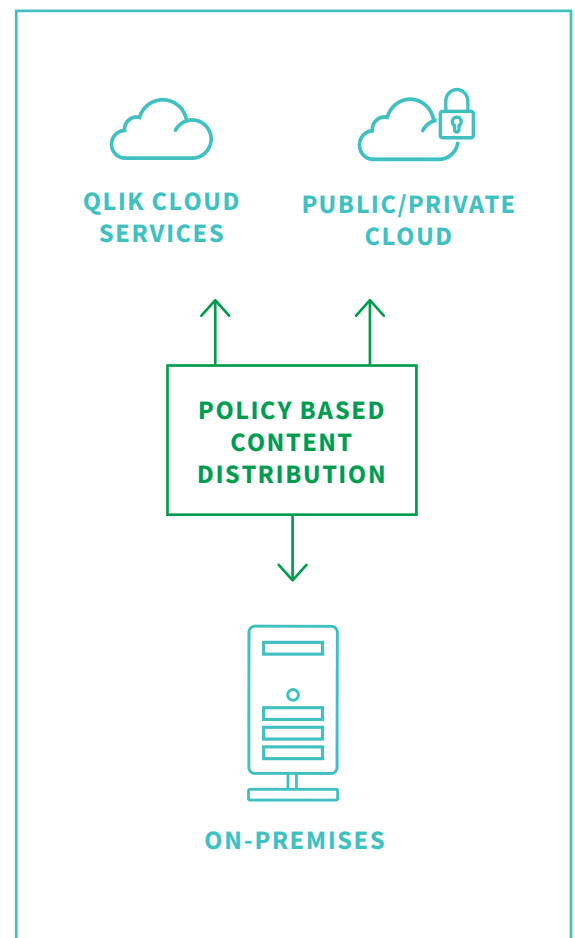 QLIK CLOUD
SERVICES
PUBLIC/PRIVATE
CLOUD
POLICY BASED
CONTENT
DISTRIBUTION
ON-PREMISES